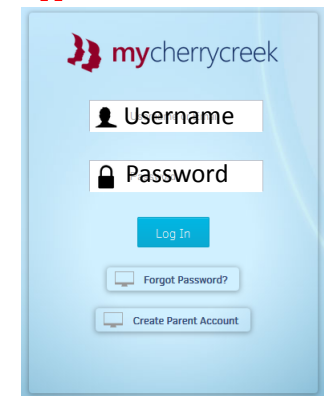 mycherrycreek
Username
Password
Log In
Forgot Password?
Create Parent Account